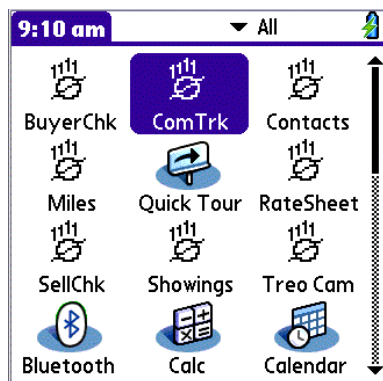 9:10 am All
BuyerChk ComTrk Contacts
Miles Quick Tour RateSheet
SellChk Showings Treo Cam
Bluetooth Calc Calendar